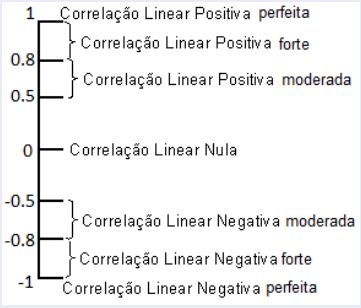 1 Correlação Linear Positiva perfeita
Correlação Linear Positiva forte
0.8
Correlação Linear Positiva moderada
0.5
0 Correlação Linear Nula
-0.5
Correlação Linear Negativa moderada
-0.8
Correlação Linear Negativa forte
-1 Correlação Linear Negativa perfeita